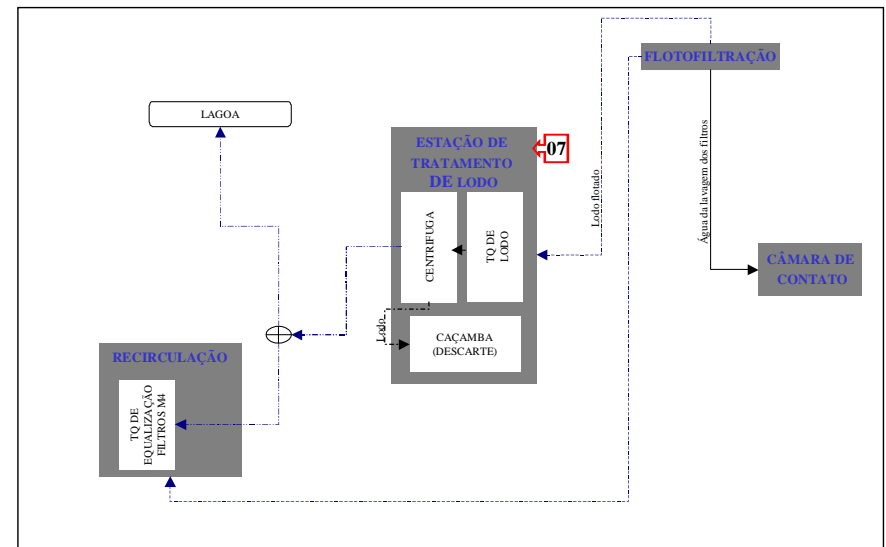 FLOTOFILTRAÇÃO
LAGOA
ESTAÇÃO DE
TRATAMENTO
DE LODO
07
Lodo flotado
Água da lavagem dos filtros
CENTRIFUGA
TQ DE
LODO
CÂMARA DE
CONTATO
Lodo
CAÇAMBA
(DESCARTE)
RECIRCULAÇÃO
TQ DE
EQUALIZAÇÃO
FILTROS M4